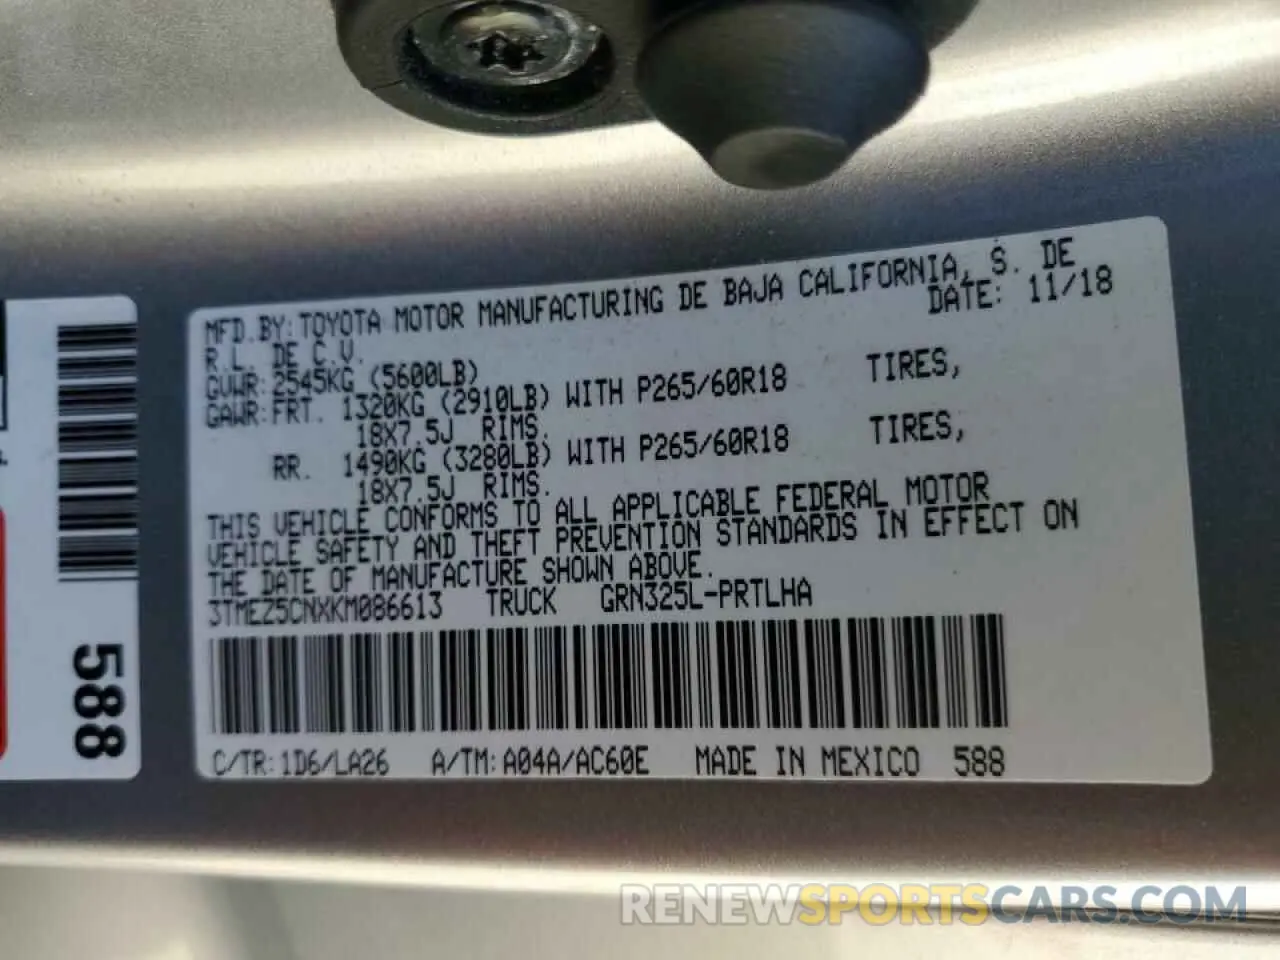 MFD.BY:TOYOTA MOTOR MANUFACTURING DE BAJA CALIFORNIA, S. DE
R.L. DE C.V. DATE: 11/18
GVWR:2545KG (5600LB)
GAWR:FRT. 1320KG (2910LB) WITH P265/60R18 TIRES,
18X7.5J RIMS.
RR. 1490KG (3280LB) WITH P265/60R18 TIRES,
18X7.5J RIMS.
THIS VEHICLE CONFORMS TO ALL APPLICABLE FEDERAL MOTOR
VEHICLE SAFETY AND THEFT PREVENTION STANDARDS IN EFFECT ON
THE DATE OF MANUFACTURE SHOWN ABOVE.
3TMEZ5CNXKM086613 TRUCK GRN325L-PRTLHA
C/TR:1D6/LA26 A/TM:A04A/AC60E MADE IN MEXICO 588
588
RENEWSPORTSCARS.COM